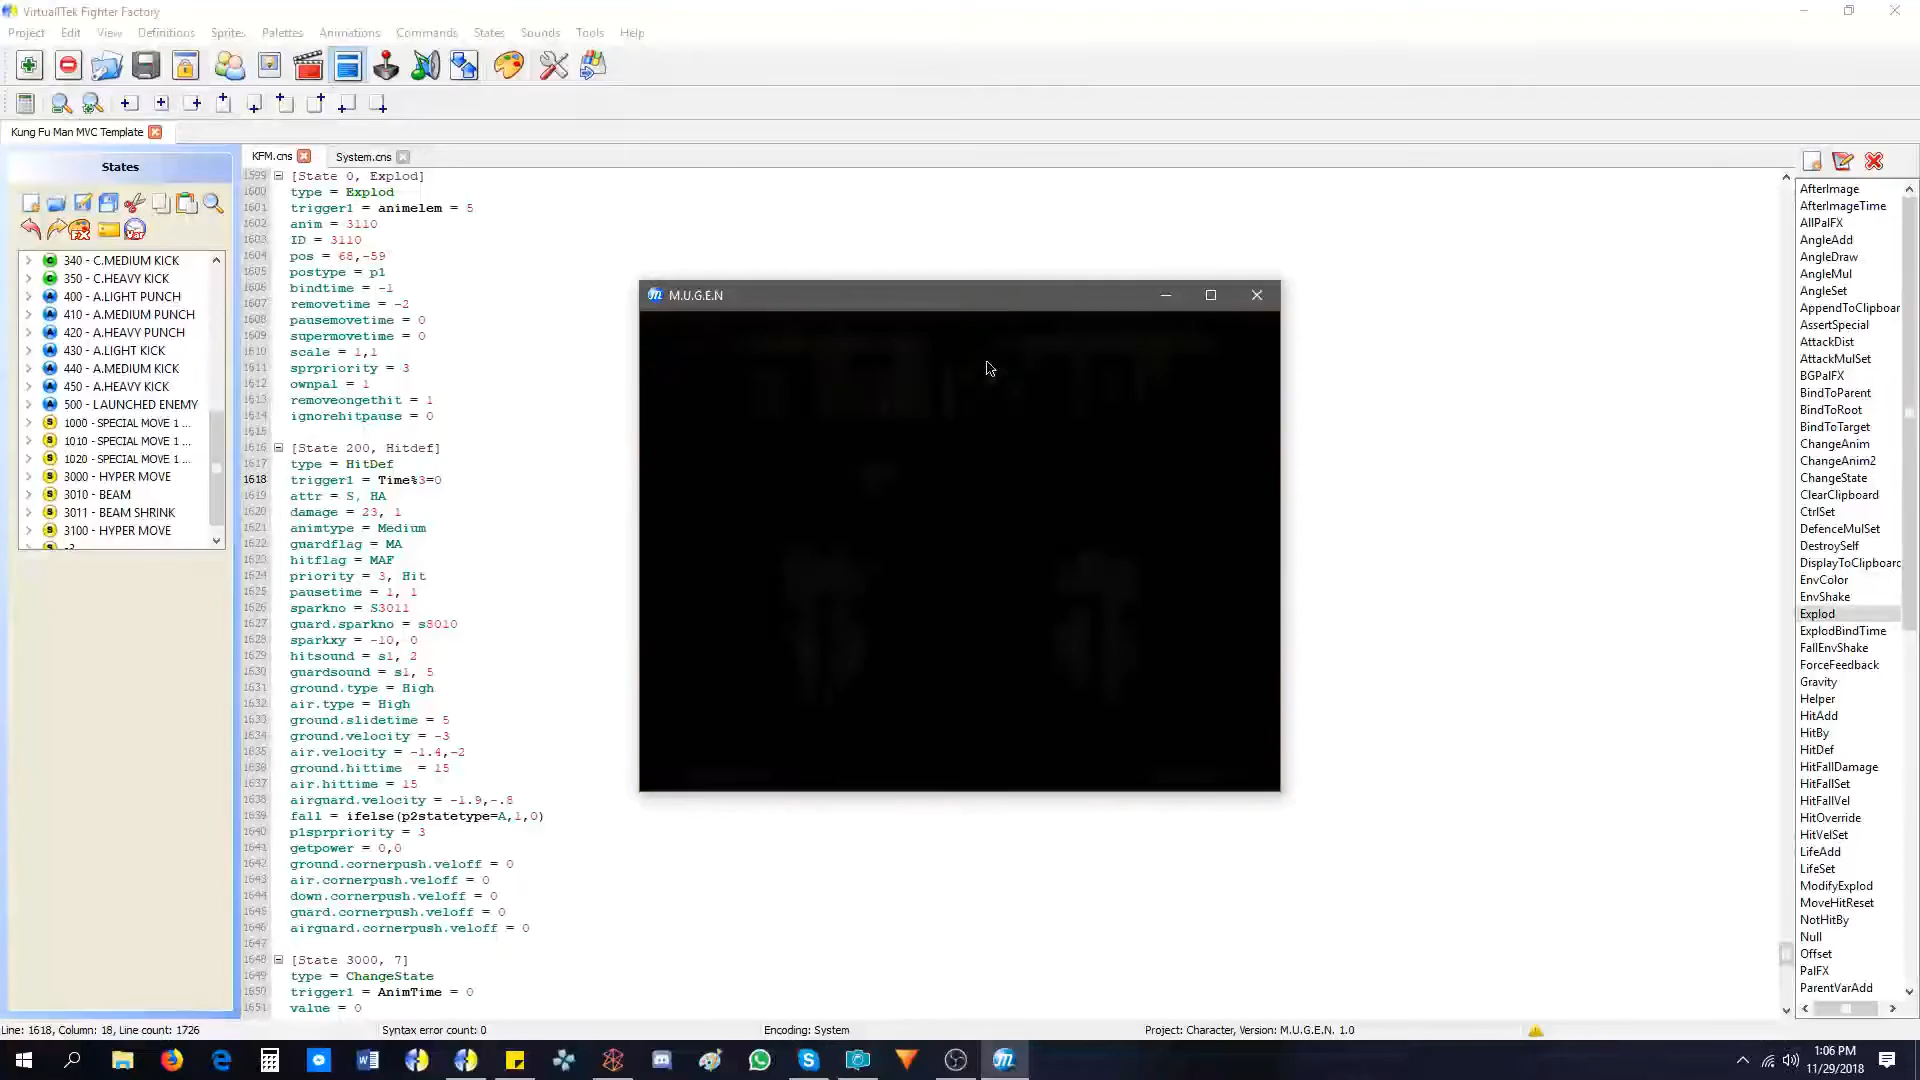 VirtuallTek Fighter Factory
Project Edit View Definitions Sprites Palettes Animations Commands States Sounds Tools Help
Kung Fu Man MVC Template
States
340 - C.MEDIUM KICK
350 - C.HEAVY KICK
400 - A.LIGHT PUNCH
410 - A.MEDIUM PUNCH
420 - A.HEAVY PUNCH
430 - A.LIGHT KICK
440 - A.MEDIUM KICK
450 - A.HEAVY KICK
500 - LAUNCHED ENEMY
1000 - SPECIAL MOVE 1 ...
1010 - SPECIAL MOVE 1 ...
1020 - SPECIAL MOVE 1 ...
3000 - HYPER MOVE
3010 - BEAM
3011 - BEAM SHRINK
3100 - HYPER MOVE
KFM.cns System.cns
1599 [State 0, Explod]
1600 type = Explod
1601 trigger1 = animelem = 5
1602 anim = 3110
1603 ID = 3110
1604 pos = 68,-59
1605 postype = p1
1606 bindtime = -1
1607 removetime = -2
1608 pausemovetime = 0
1609 supermovetime = 0
1610 scale = 1,1
1611 sprpriority = 3
1612 ownpal = 1
1613 removeongethit = 1
1614 ignorehitpause = 0
1615
1616 [State 200, Hitdef]
1617 type = HitDef
1618 trigger1 = Time%3=0
1619 attr = S, HA
1620 damage = 23, 1
1621 animtype = Medium
1622 guardflag = MA
1623 hitflag = MAF
1624 priority = 3, Hit
1625 pausetime = 1, 1
1626 sparkno = S3011
1627 guard.sparkno = s8010
1628 sparkxy = -10, 0
1629 hitsound = s1, 2
1630 guardsound = s1, 5
1631 ground.type = High
1632 air.type = High
1633 ground.slidetime = 5
1634 ground.velocity = -3
1635 air.velocity = -1.4,-2
1636 ground.hittime = 15
1637 air.hittime = 15
1638 airguard.velocity = -1.9,-.8
1639 fall = ifelse(p2statetype=A,1,0)
1640 p1sprpriority = 3
1641 getpower = 0,0
1642 ground.cornerpush.veloff = 0
1643 air.cornerpush.veloff = 0
1644 down.cornerpush.veloff = 0
1645 guard.cornerpush.veloff = 0
1646 airguard.cornerpush.veloff = 0
1647
1648 [State 3000, 7]
1649 type = ChangeState
1650 trigger1 = AnimTime = 0
1651 value = 0
M.U.G.E.N
AfterImage
AfterImageTime
AllPalFX
AngleAdd
AngleDraw
AngleMul
AngleSet
AppendToClipboar
AssertSpecial
AttackDist
AttackMulSet
BGPalFX
BindToParent
BindToRoot
BindToTarget
ChangeAnim
ChangeAnim2
ChangeState
ClearClipboard
CtrlSet
DefenceMulSet
DestroySelf
DisplayToClipboarc
EnvColor
EnvShake
Explod
ExplodBindTime
FallEnvShake
ForceFeedback
Gravity
Helper
HitAdd
HitBy
HitDef
HitFallDamage
HitFallSet
HitFallVel
HitOverride
HitVelSet
LifeAdd
LifeSet
ModifyExplod
MoveHitReset
NotHitBy
Null
Offset
PalFX
ParentVarAdd
Line: 1618, Column: 18, Line count: 1726 Syntax error count: 0 Encoding: System Project: Character, Version: M.U.G.E.N. 1.0
1:06 PM
11/29/2018